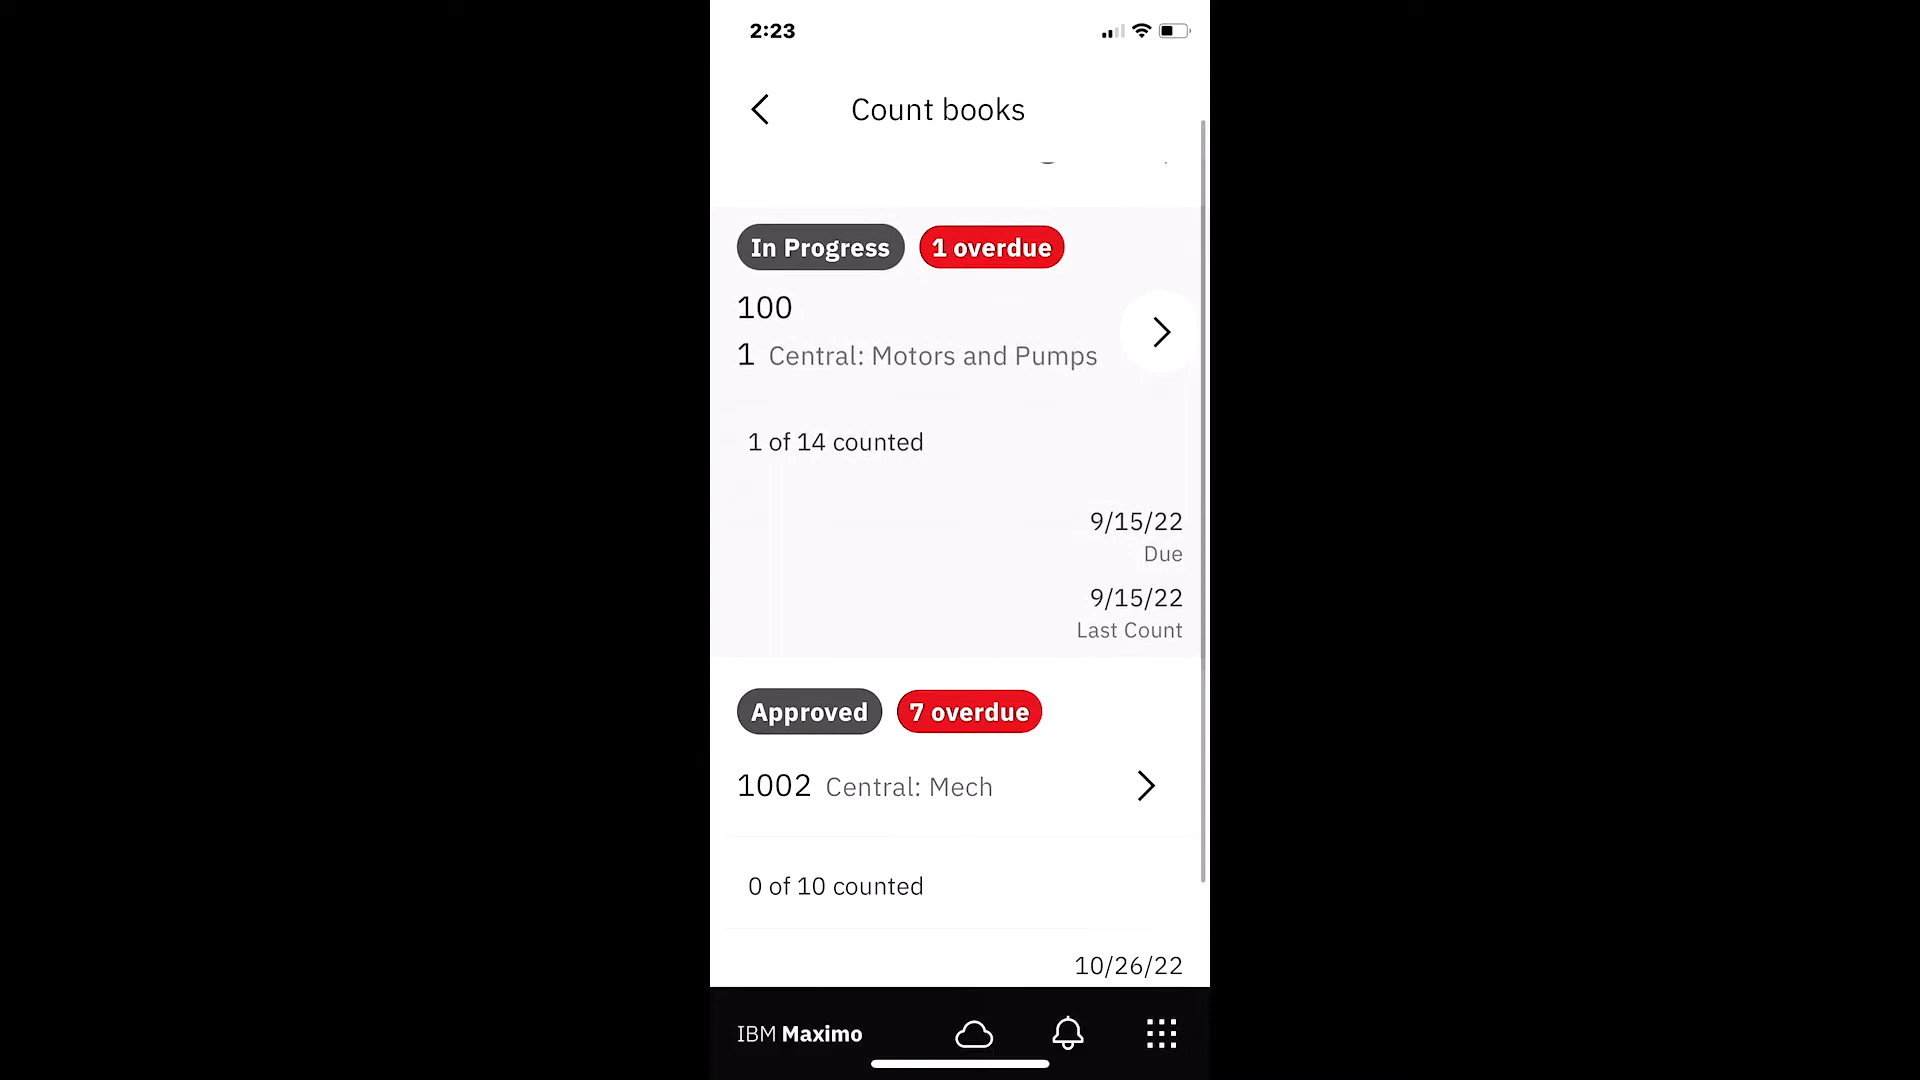 2:23
Count books
In Progress 1 overdue
100
1 Central: Motors and Pumps
1 of 14 counted
9/15/22
Due
9/15/22
Last Count
Approved 7 overdue
1002 Central: Mech
0 of 10 counted
10/26/22
IBM Maximo